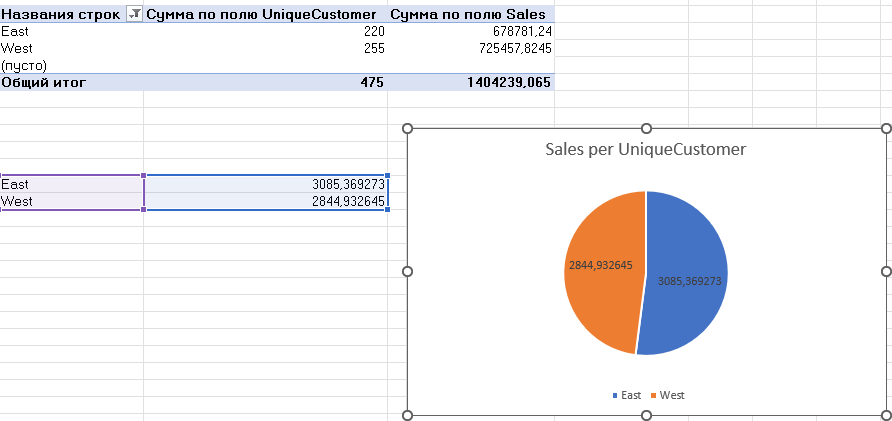 Названия строк Сумма по полю UniqueCustomer Сумма по полю Sales
East 220 678781,24
West 255 725457,8245
(пусто)
Общий итог 475 1404239,065
East 3085,369273
West 2844,932645
Sales per UniqueCustomer
2844,932645
3085,369273
East West